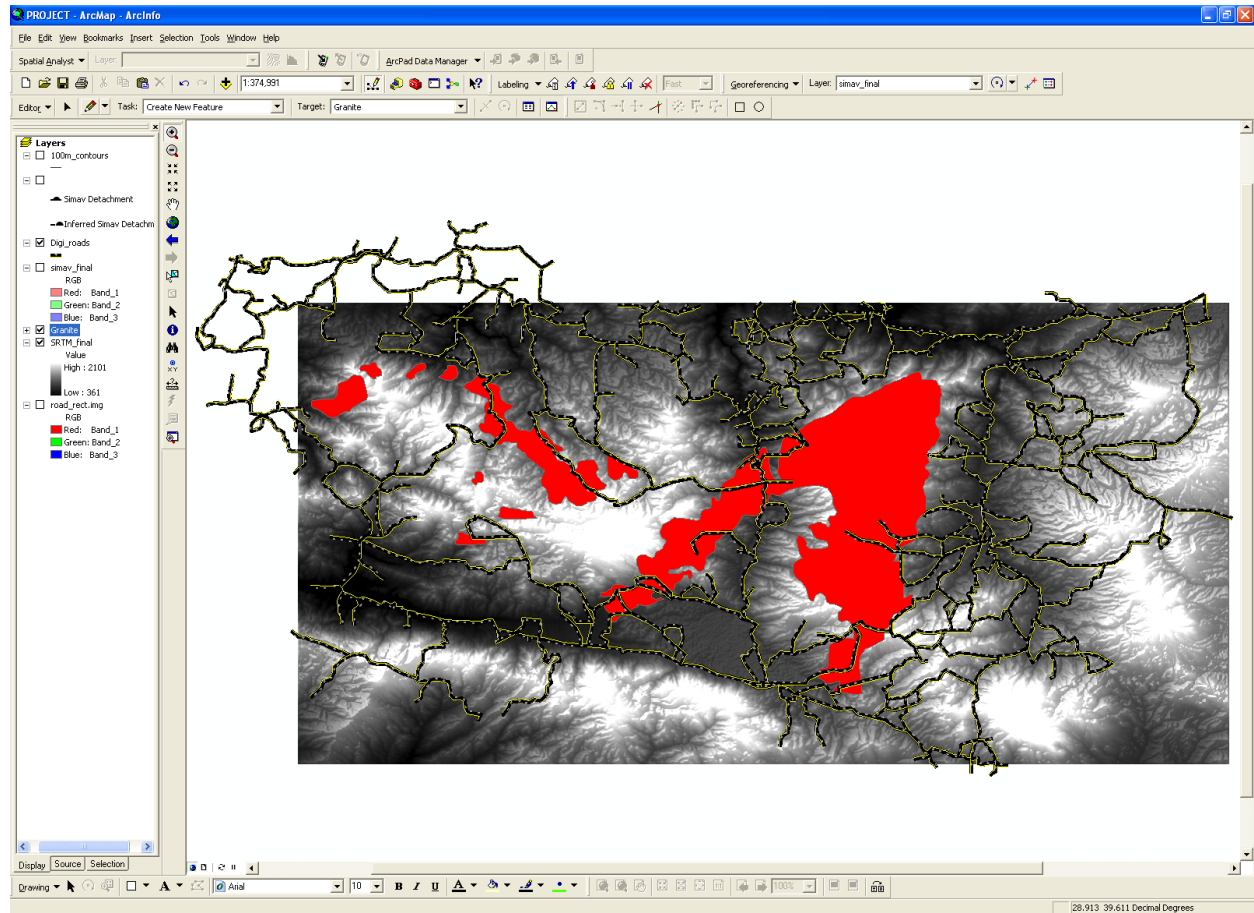 PROJECT - ArcMap - ArcInfo
File Edit View Bookmarks Insert Selection Tools Window Help
Spatial Analyst Layer: ArcPad Data Manager
1:374,991 Labeling Fast Georeferencing Layer: simav_final
Editor Task: Create New Feature Target: Granite
Layers
100m_contours
Simav Detachment
Inferred Simav Detachm
Digi_roads
simav_final
RGB
Red: Band_1
Green: Band_2
Blue: Band_3
Granite
SRTM_final
Value
High : 2101
Low : 361
road_rect.img
RGB
Red: Band_1
Green: Band_2
Blue: Band_3
Display Source Selection
Drawing A Arial 10 B I U A 100%
28.913 39.611 Decimal Degrees